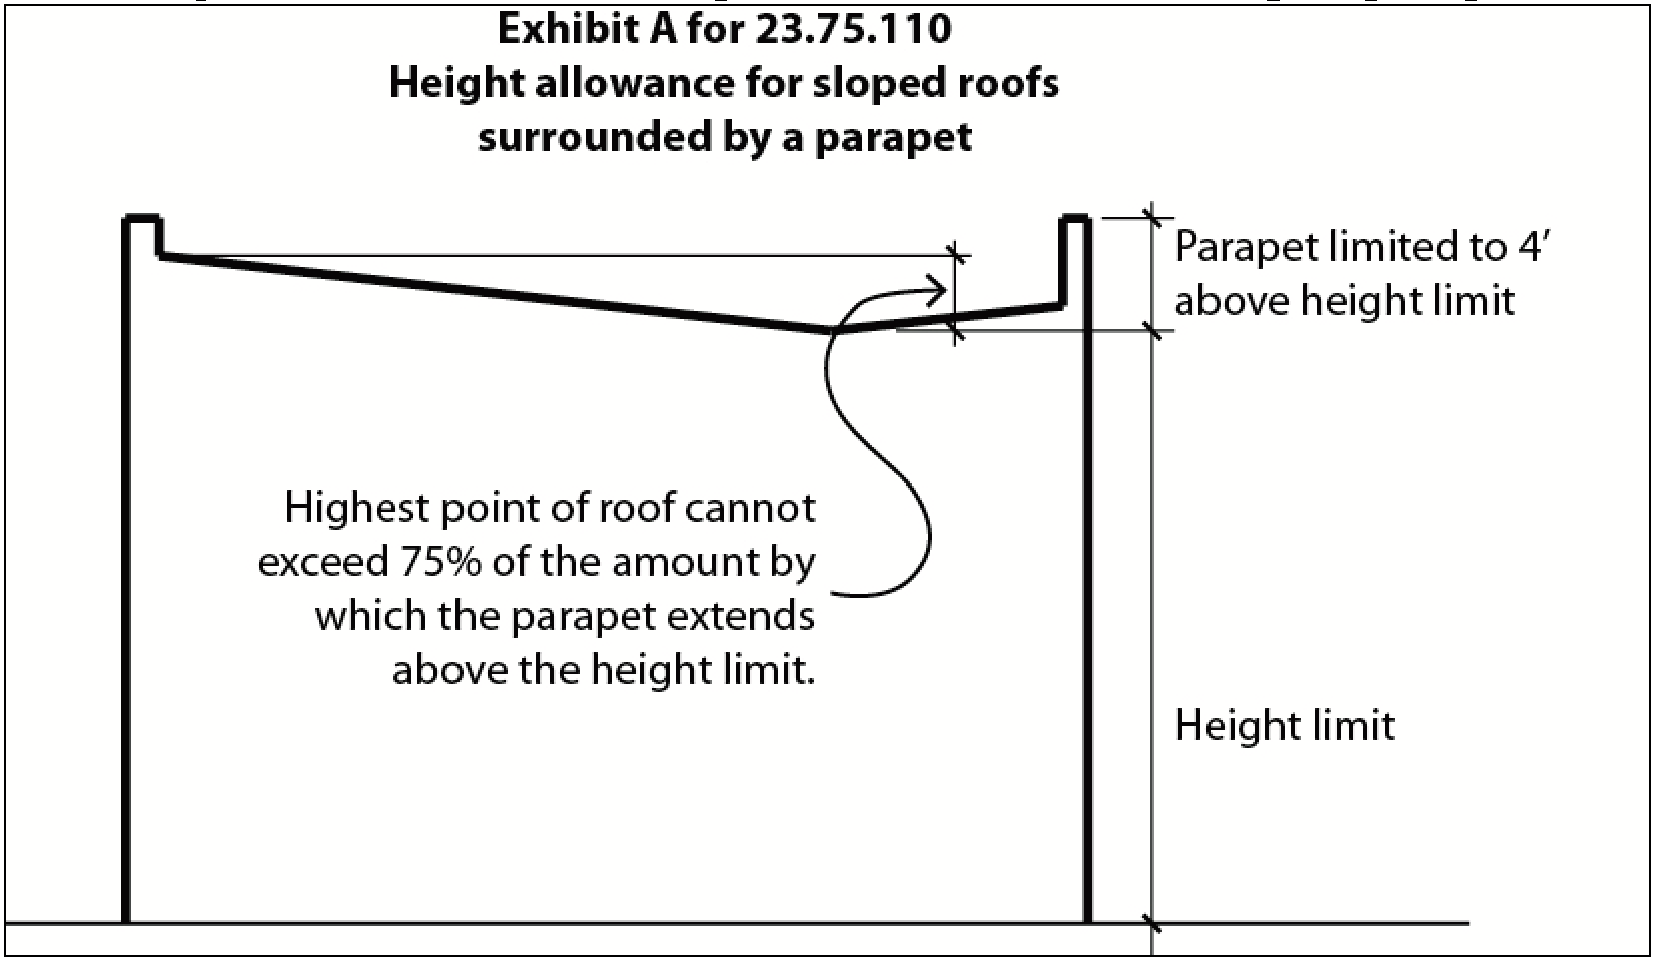 Exhibit A for 23.75.110
Height allowance for sloped roofs
surrounded by a parapet
Parapet limited to 4’
above height limit
Highest point of roof cannot
exceed 75% of the amount by
which the parapet extends
above the height limit.
Height limit